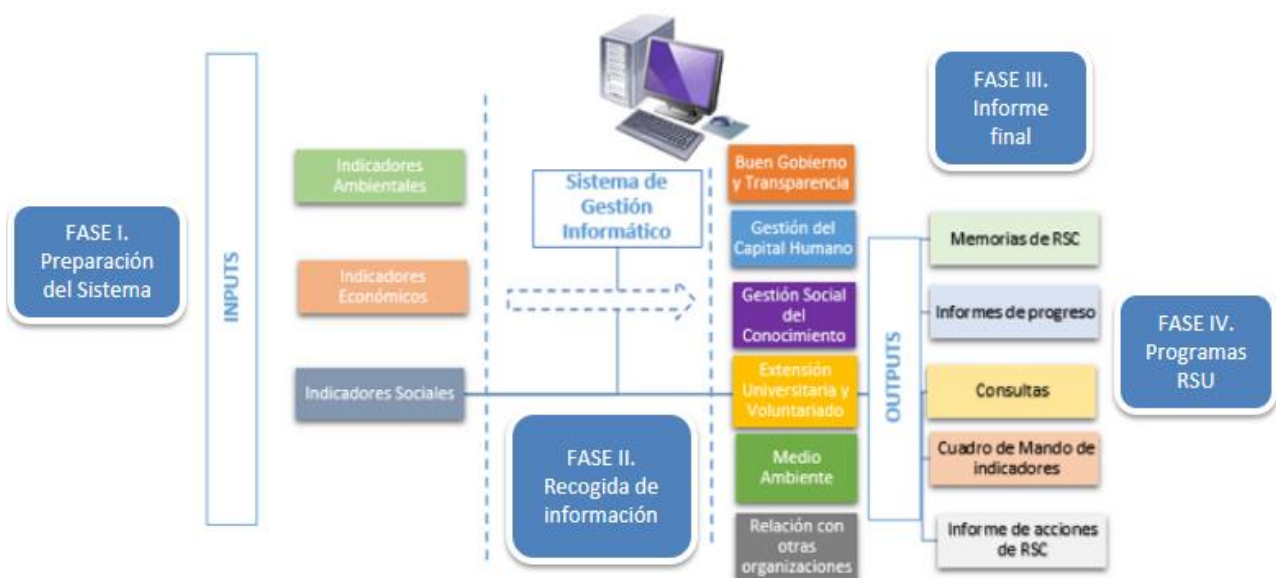 FASE I.
Preparación
del Sistema
INPUTS
Indicadores
Ambientales
Indicadores
Económicos
Indicadores Sociales
Sistema de
Gestión
Informático
FASE II.
Recogida de
información
Buen Gobierno
y Transparencia
Gestión del
Capital Humano
Gestión Social
del
Conocimiento
Extensión
Universitaria y
Voluntariado
Medio
Ambiente
Relación con
otras
organizaciones
OUTPUTS
FASE III.
Informe
final
Memorias de RSC
Informes de progreso
Consultas
Cuadro de Mando de
indicadores
Informe de acciones
de RSC
FASE IV.
Programas
RSU